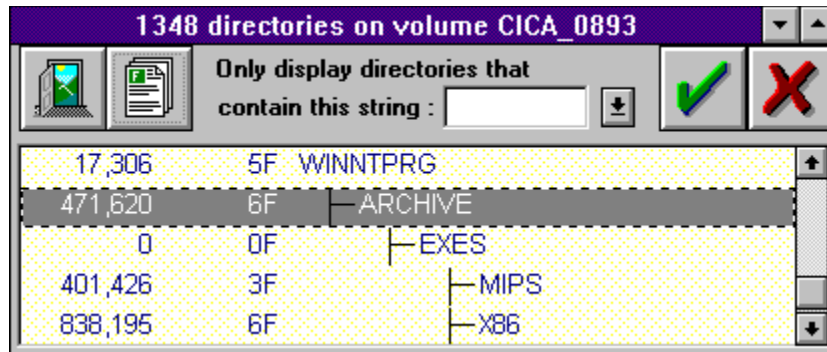 1348 directories on volume CICA_0893
Only display directories that
contain this string :
17,306 5F WINNTPRG
471,620 6F ARCHIVE
0 0F EXES
401,426 3F MIPS
838,195 6F X86